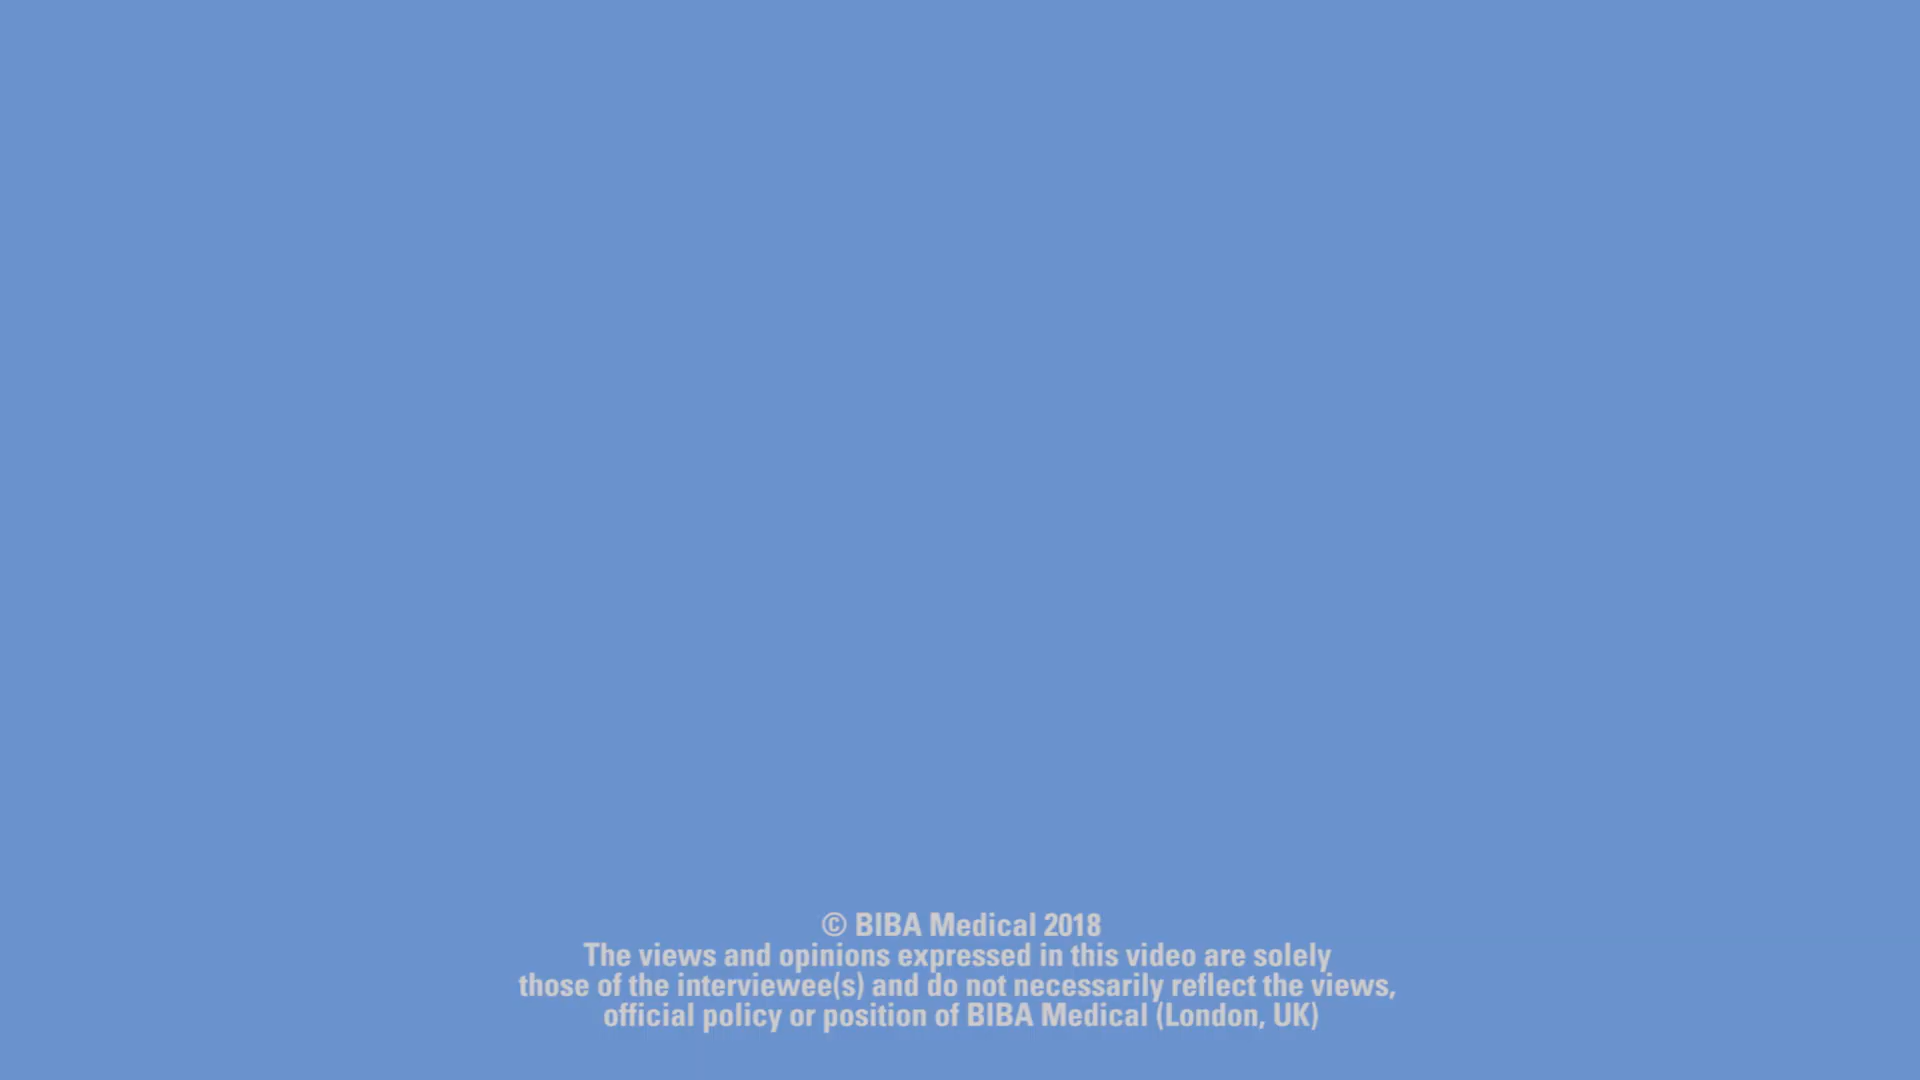 © BIBA Medical 2018
The views and opinions expressed in this video are solely
those of the interviewee(s) and do not necessarily reflect the views,
official policy or position of BIBA Medical (London, UK)